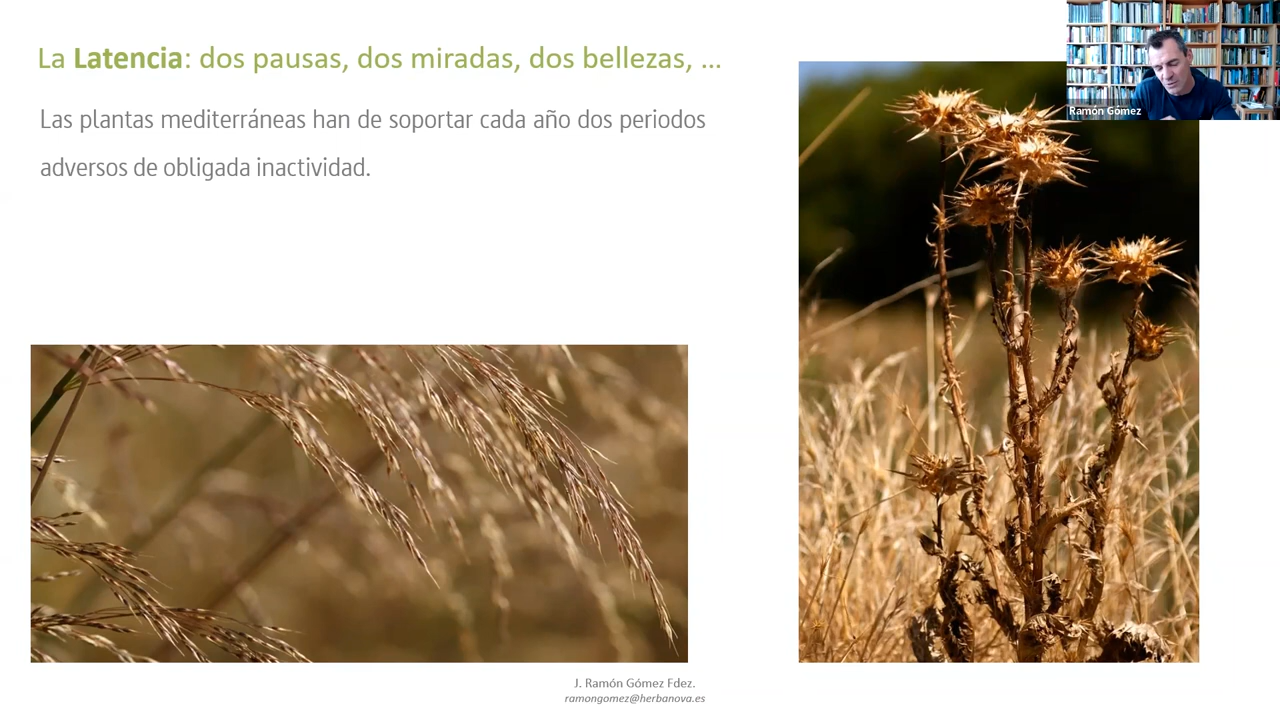 La Latencia: dos pausas, dos miradas, dos bellezas, ...
Las plantas mediterráneas han de soportar cada año dos periodos
adversos de obligada inactividad.
Ramón Gómez
J. Ramón Gómez Fdez.
ramongomez@herbanova.es